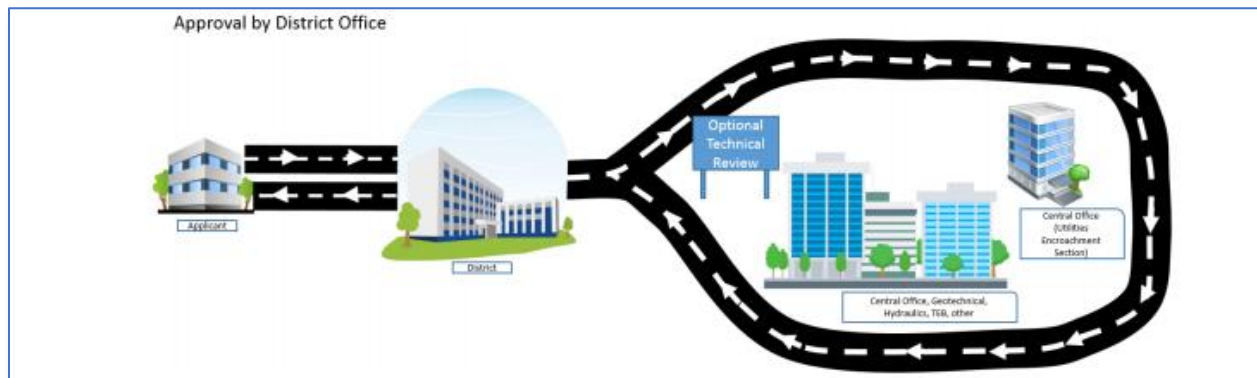 Approval by District Office
Optional
Technical
Review
Central Office
(Utilities
Encroachment
Section)
Applicant
District
Central Office, Geotechnical,
Hydraulics, TEB, other